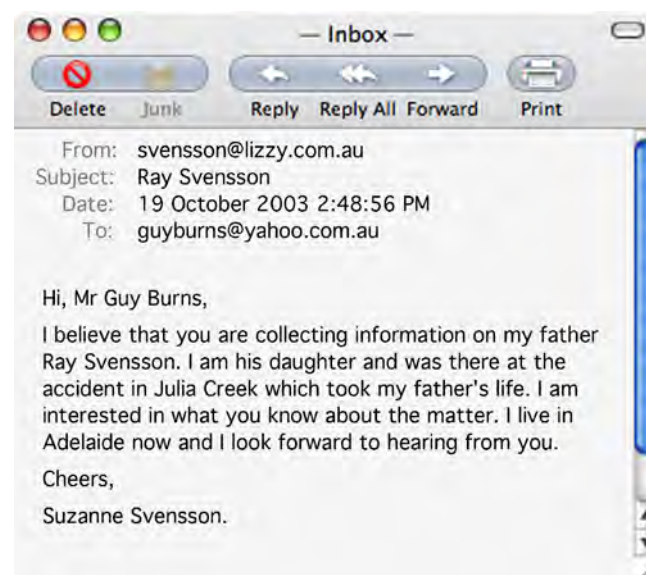 — Inbox —
Delete Junk Reply Reply All Forward Print
From: svensson@lizzy.com.au
Subject: Ray Svensson
Date: 19 October 2003 2:48:56 PM
To: guyburns@yahoo.com.au
Hi, Mr Guy Burns,
I believe that you are collecting information on my father
Ray Svensson. I am his daughter and was there at the
accident in Julia Creek which took my father's life. I am
interested in what you know about the matter. I live in
Adelaide now and I look forward to hearing from you.
Cheers,
Suzanne Svensson.